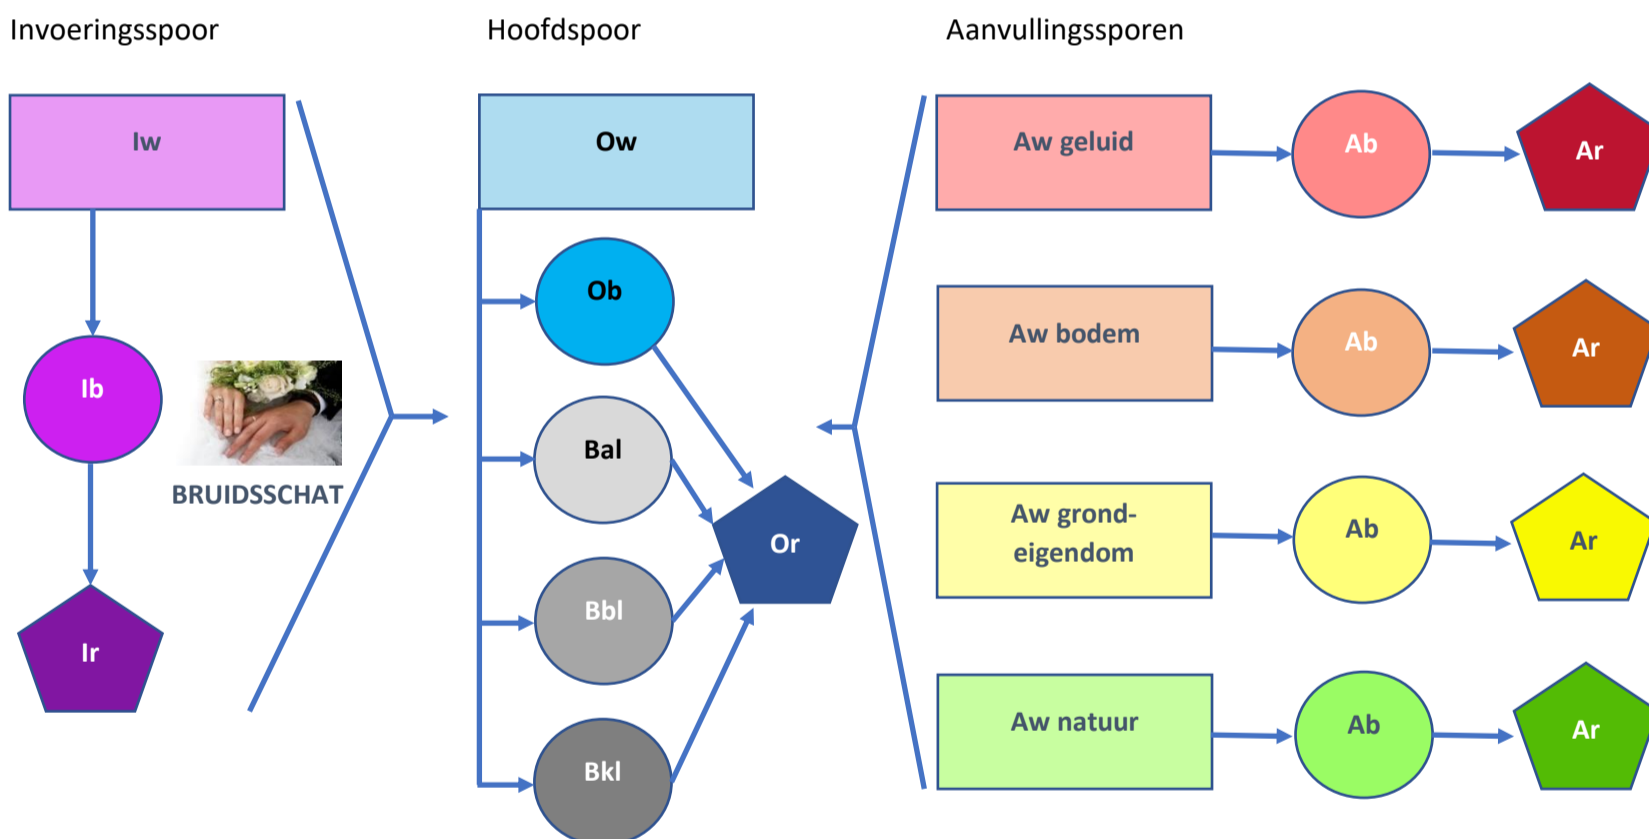 Invoeringsspoor
Hoofdspoor
Aanvullingssporen
Iw
Ib
BRUIDSSCHAT
Ir
Ow
Ob
Bal
Bbl
Bkl
Or
Aw geluid
Ab
Ar
Aw bodem
Ab
Ar
Aw grond-
eigendom
Ab
Ar
Aw natuur
Ab
Ar